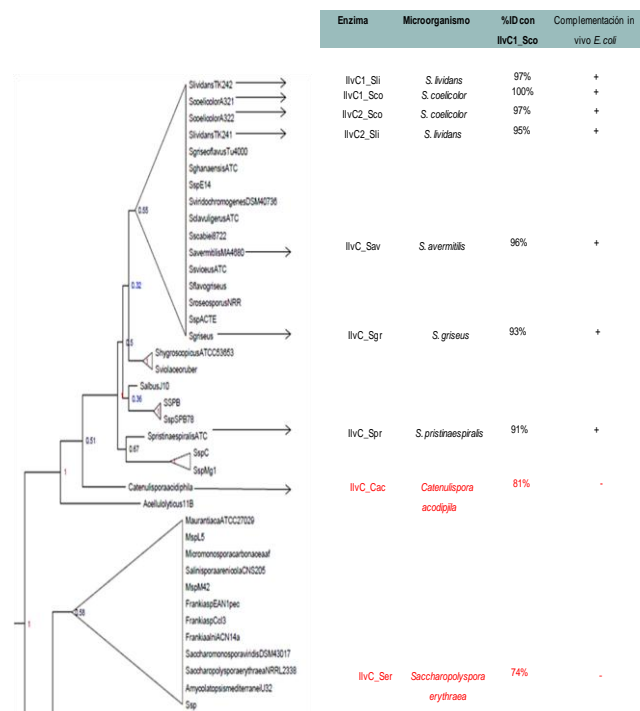 Enzima Microorganismo %ID con Complementación in
IlvC1_Sco vivo E.coli
SlividansTK242
IlvC1_Sli S.lividans 97% +
ScoelicolorA321
IlvC1_Sco S.coelicolor 100% +
ScoelicolorA322
IlvC2_Sco S.coelicolor 97% +
SlividansTK241
IlvC2_Sli S.lividans 95% +
SgriseoflavusTu4000
SghanaensisATC
SspE14
SviridochromogenesDSM40736
SclavuligerusATC
0.55
Sscabiei8722
SavermitilisMA4680
IlvC_Sav S. avermitilis 96% +
SsviceusATC
0.32
Sflavogriseus
SroseosporusNRR
SspACTE
Sgriseus
IlvC_Sgr S. griseus 93% +
0.5
ShygroscopicusATCC53653
Sviolaceoruber
SalbusJ10
0.36
SSPB
SspSPB78
SpristinaespiralisATC
IlvC_Spr S.pristinaespiralis 91% +
0.51
0.67
SspC
SspMg1
Catenulisporaacidiphila
IlvC_Cac Catenulispora 81% -
acodipjila
1
Acellulolyticus11B
MaurantiacaATCC27029
MspL5
Micromonosporacarbonaceaaf
SalinisporaarenicolaCNS205
MspM42
FrankiaspEAN1pec
0.58
FrankiaspCcI3
1
FrankiaalniACN14a
SaccharomonosporaviridisDSM43017
SaccharopolysporaerythraeaNRRL2338
IlvC_Ser Saccharopolyspora 74% -
erythraea
AmycolatopsismediterraneiU32
Ssp